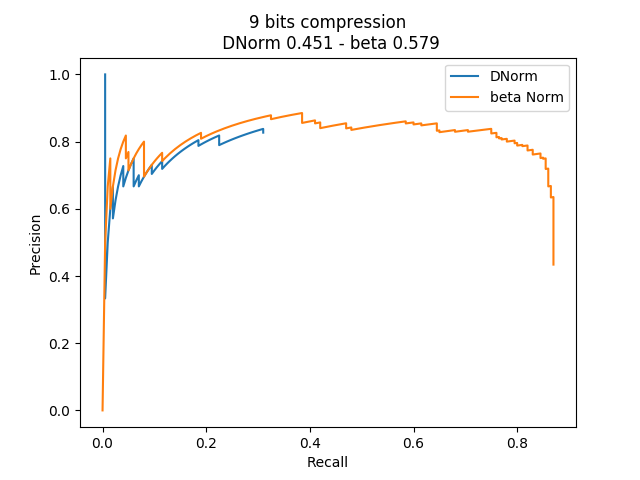 9 bits compression
DNorm 0.451 - beta 0.579
DNorm
beta Norm
1.0
0.8
0.6
0.4
0.2
0.0
Precision
0.0 0.2 0.4 0.6 0.8
Recall